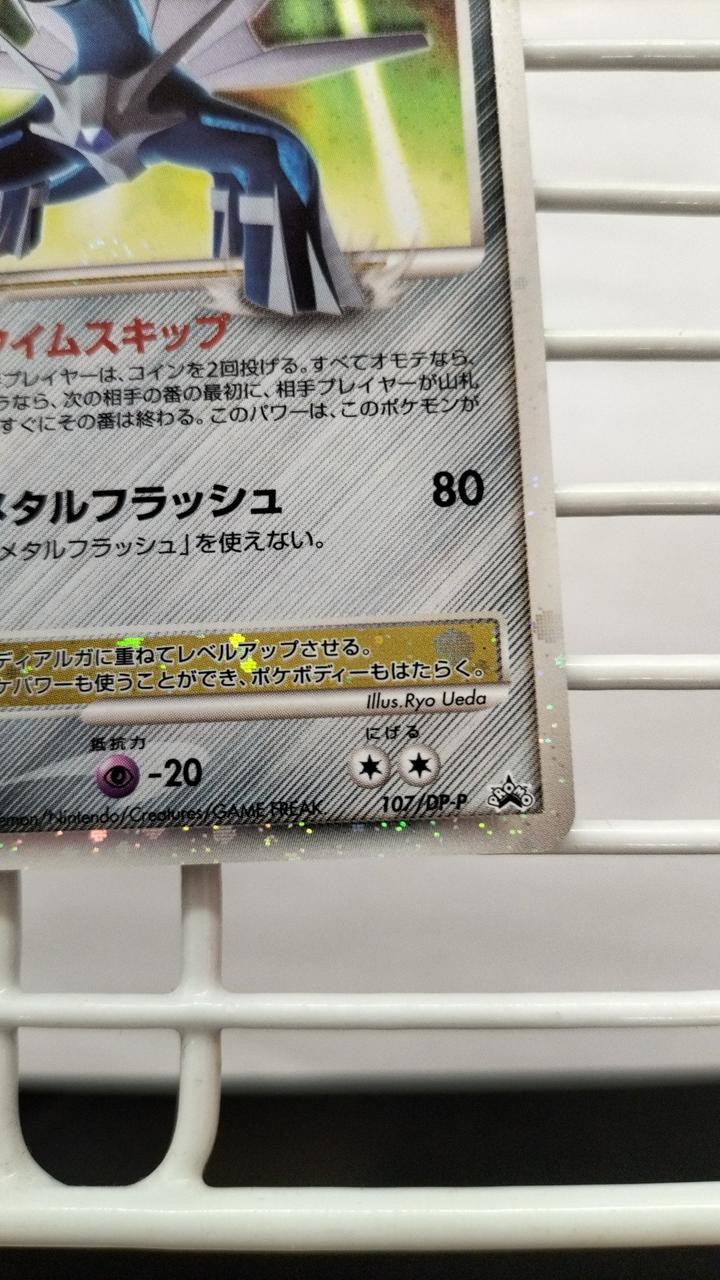 イムスキップ
プレイヤーは、コインを2回投げる。すべてオモテなら、
なら、次の相手の番の最初に、相手プレイヤーが山札
すぐにその番は終わる。このパワーは、このポケモンが
メタルフラッシュ 80
メタルフラッシュ」を使えない。
ディアルガに重ねてレベルアップさせる。
パワーも使うことができ、ポケボディーもはたらく。
Illus.Ryo Ueda
抵抗力 にげる
-20
emon/Nintendo/Creatures/GAME FREAK. 107/DP-P PROMO